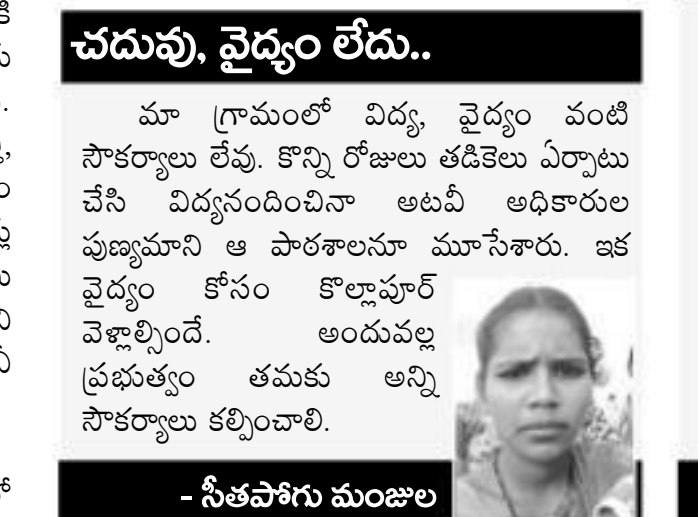 చదువు, వైద్యం లేదు..
మా గ్రామంలో విద్య, వైద్యం వంటి
సౌకర్యాలు లేవు. కొన్ని రోజులు తడికెలు ఏర్పాటు
చేసి విద్యనందించినా అటవీ అధికారుల
పుణ్యమాని ఆ పాఠశాలనూ మూసేశారు. ఇక
వైద్యం కోసం కొల్లాపూర్
వెళ్లాల్సిందే. అందువల్ల
ప్రభుత్వం తమకు అన్ని
సౌకర్యాలు కల్పించాలి.
- సీతపోగు మంజుల